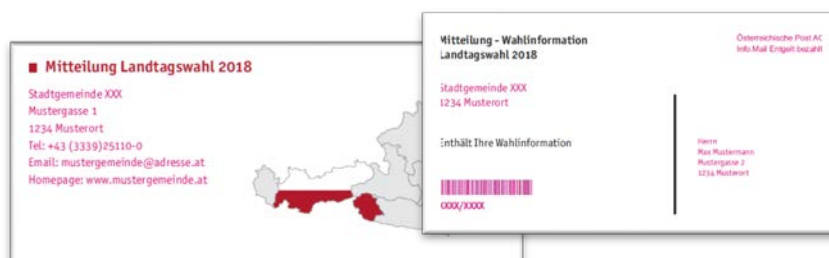 Mitteilung Landtagswahl 2018
Stadtgemeinde XXX
Mustergasse 1
1234 Musterort
Tel: +43 (3339)25110-0
Email: mustergemeinde@adresse.at
Homepage: www.mustergemeinde.at
Mitteilung - Wahlinformation
Landtagswahl 2018
Stadtgemeinde XXX
1234 Musterort
Enthält Ihre Wahlinformation
XXXX/XXXX
Österreichische Post AG
Info.Mail Entgelt bezahlt
Herrn
Max Mustermann
Mustergasse 2
1234 Musterort